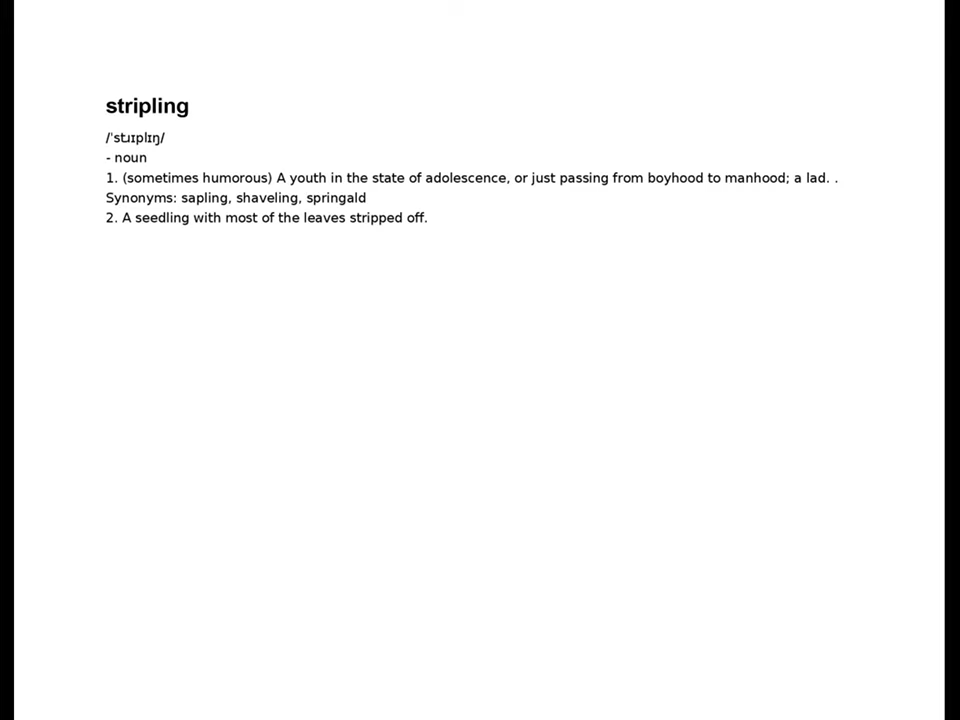 stripling
/ˈstɹɪplɪŋ/
- noun
1. (sometimes humorous) A youth in the state of adolescence, or just passing from boyhood to manhood; a lad. .
Synonyms: sapling, shaveling, springald
2. A seedling with most of the leaves stripped off.